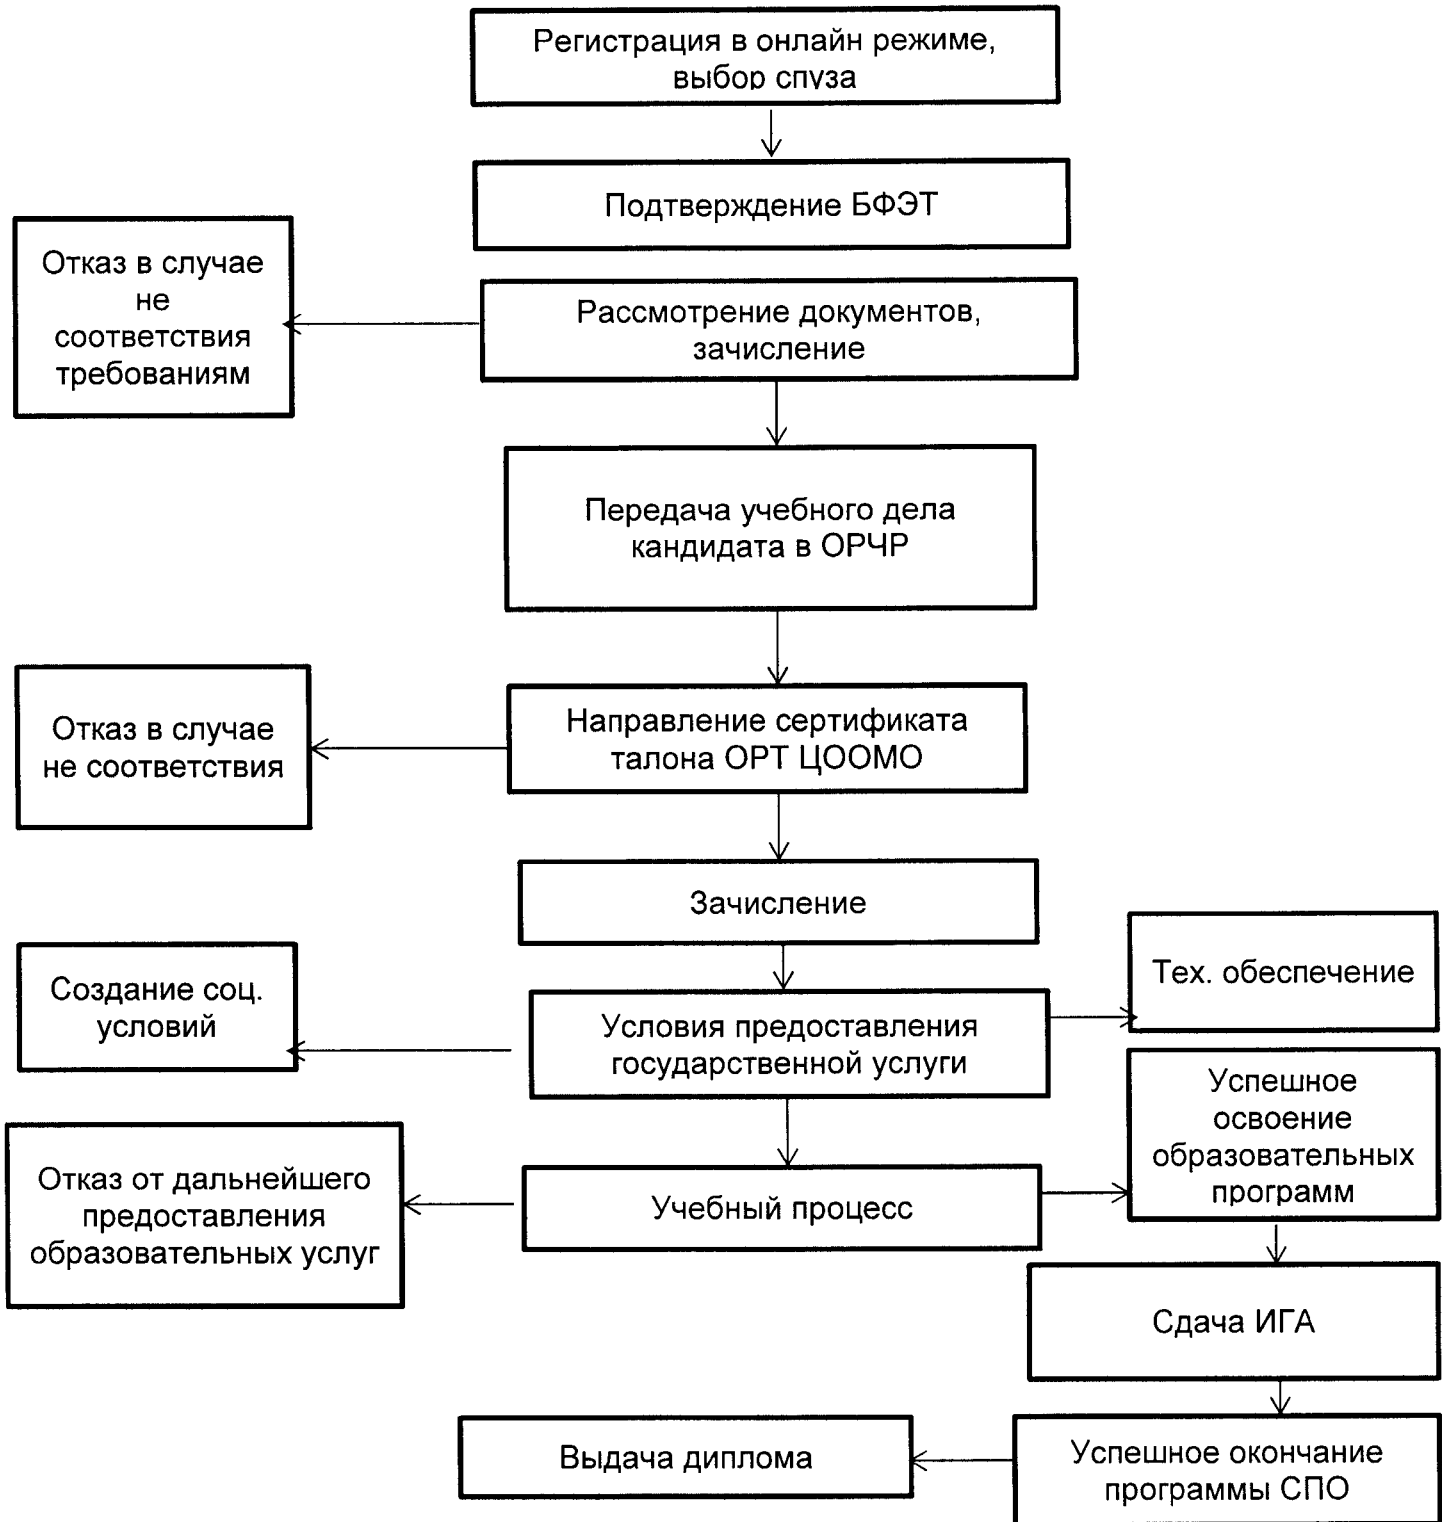 Регистрация в онлайн режиме,
выбор спуза
Подтверждение БФЭТ
Отказ в случае
не
соответствия
требованиям
Рассмотрение документов,
зачисление
Передача учебного дела
кандидата в ОРЧР
Отказ в случае
не соответствия
Направление сертификата
талона ОРТ ЦООМО
Зачисление
Тех. обеспечение
Создание соц.
условий
Условия предоставления
государственной услуги
Успешное
освоение
образовательных
программ
Отказ от дальнейшего
предоставления
образовательных услуг
Учебный процесс
Сдача ИГА
Выдача диплома
Успешное окончание
программы СПО